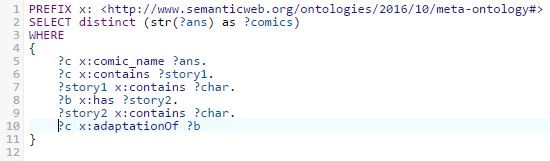 1 PREFIX x: <http://www.semanticweb.org/ontologies/2016/10/meta-ontology#>
2 SELECT distinct (str(?ans) as ?comics)
3 WHERE
4 {
5 ?c x:comic_name ?ans.
6 ?c x:contains ?story1.
7 ?story1 x:contains ?char.
8 ?b x:has ?story2.
9 ?story2 x:contains ?char.
10 ?c x:adaptationOf ?b
11 }
12